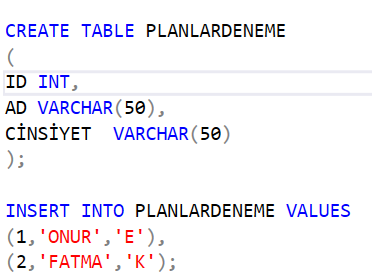 CREATE TABLE PLANLARDENEME
(
ID INT,
AD VARCHAR(50),
CİNSİYET  VARCHAR(50)
);
INSERT INTO PLANLARDENEME VALUES
(1,'ONUR','E'),
(2,'FATMA','K');